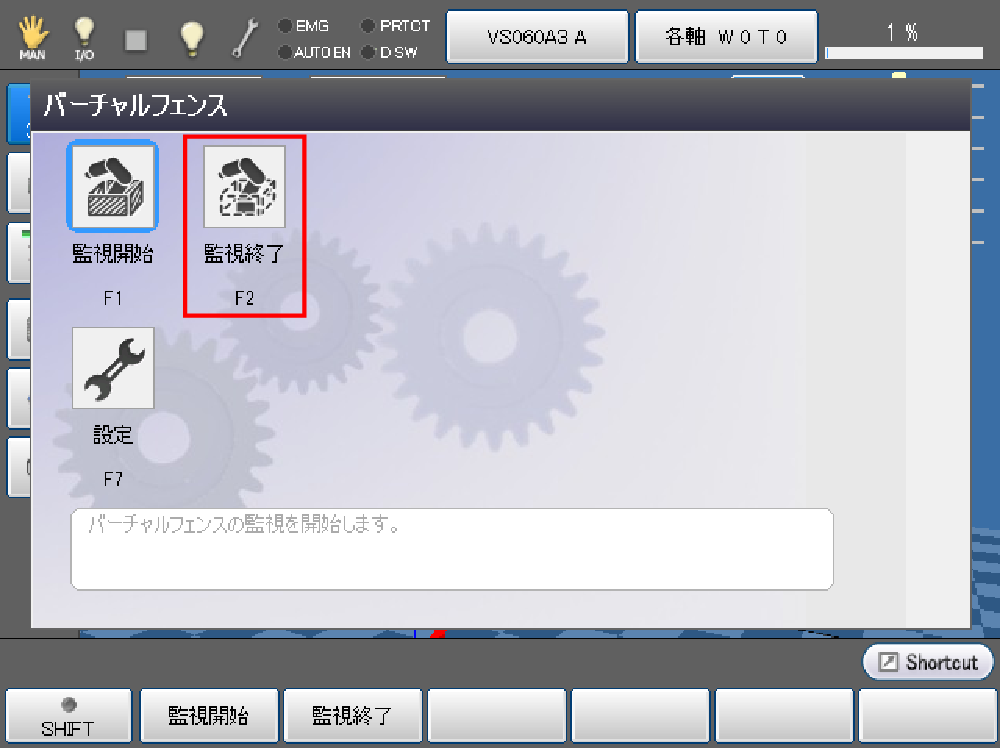 MAN
I/O
EMG
AUTO EN
PRTCT
DSW
VS060A3 A
各軸 W0T0
1 %
バーチャルフェンス
監視開始
F1
監視終了
F2
設定
F7
バーチャルフェンスの監視を開始します。
Shortcut
SHIFT
監視開始
監視終了